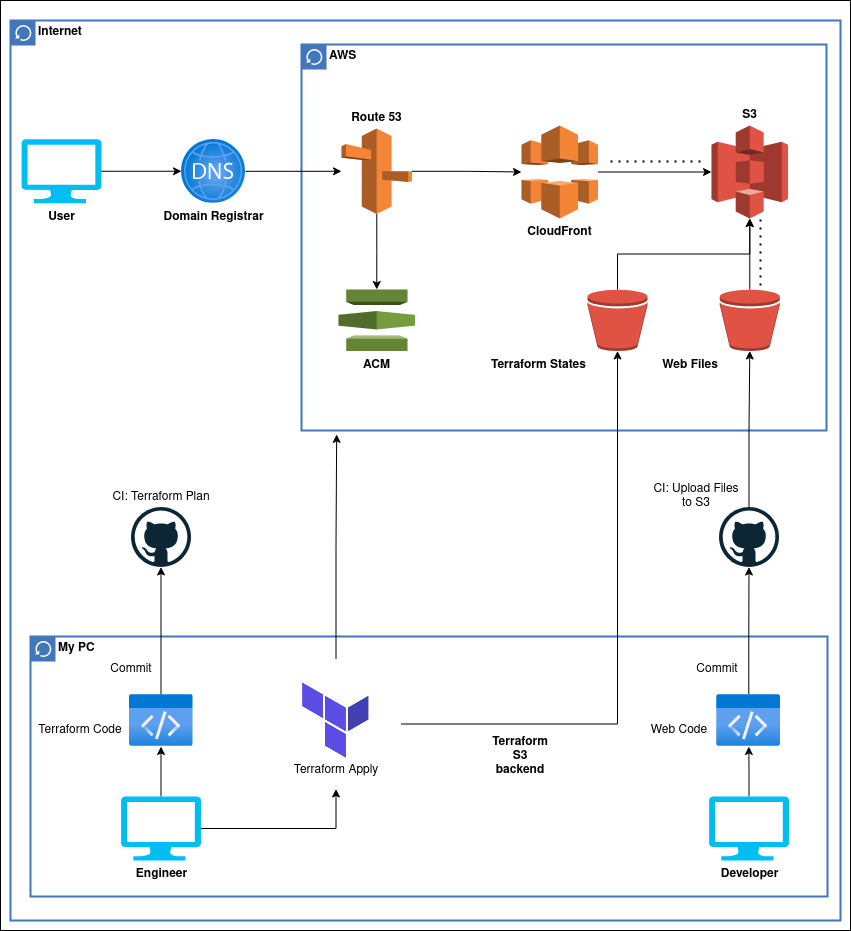 Internet
AWS
Route 53
S3
DNS
User
Domain Registrar
CloudFront
ACM
Terraform States
Web Files
CI: Terraform Plan
CI: Upload Files
to S3
My PC
Commit
Commit
Terraform Code
</>
Web Code
</>
Terraform
S3
backend
Terraform Apply
Engineer
Developer